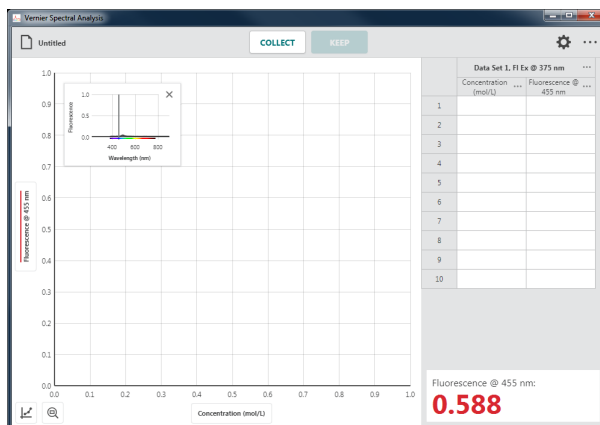 Vernier Spectral Analysis
Untitled
COLLECT
KEEP
1.0
0.9
0.8
0.7
0.6
0.5
0.4
0.3
0.2
0.1
0.0
Fluorescence @ 455 nm
Fluorescence
1.0
0.5
0.0
400 600 800
Wavelength (nm)
0.0 0.1 0.2 0.3 0.4 0.5 0.6 0.7 0.8 0.9 1.0
Concentration (mol/L)
Data Set 1, Fl Ex @ 375 nm ...
Concentration ...
(mol/L)
Fluorescence @ ...
455 nm
1
2
3
4
5
6
7
8
9
10
Fluorescence @ 455 nm:
0.588